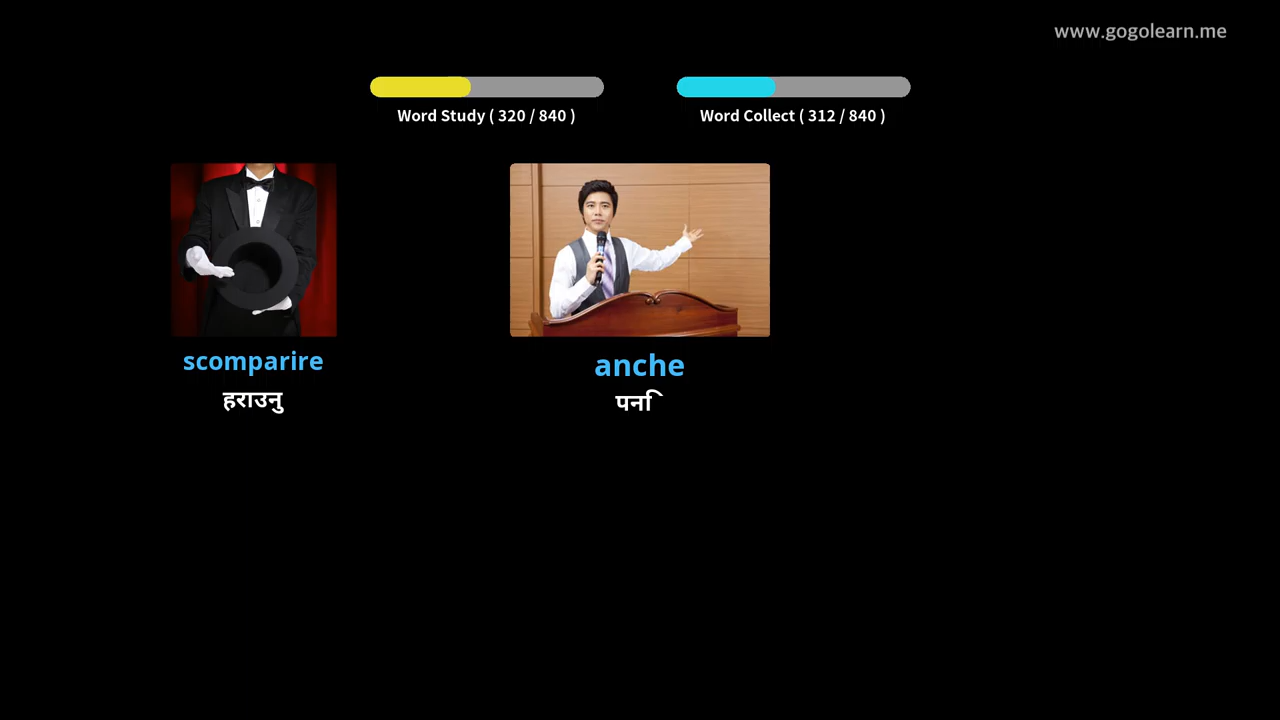 www.gogolearn.me
Word Study ( 320 / 840 )
Word Collect ( 312 / 840 )
scomparire
हराउनु
anche
पनि